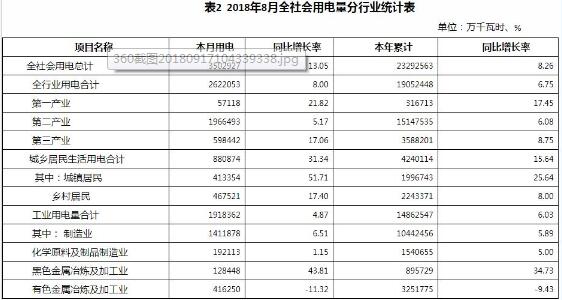 表2 2018年8月全社会用电量分行业统计表
单位：万千瓦时、%
项目名称 本月用电 同比增长率 本年累计 同比增长率
360截图20180917104339338.jpg
全社会用电总计 3502927 13.05 23292563 8.26
全行业用电合计 2622053 8.00 19052448 6.75
第一产业 57118 21.82 316713 17.45
第二产业 1966493 5.17 15147535 6.08
第三产业 598442 17.06 3588201 8.75
城乡居民生活用电合计 880874 31.34 4240114 15.64
其中：城镇居民 413354 51.71 1996743 25.64
乡村居民 467521 17.40 2243371 8.00
工业用电量合计 1918362 4.87 14862547 6.03
其中： 制造业 1411878 6.51 10442456 5.89
化学原料及制品制造业 192113 1.15 1540655 5.00
黑色金属冶炼及加工业 128448 43.81 895729 34.73
有色金属冶炼及加工业 416250 -11.32 3251775 -9.43